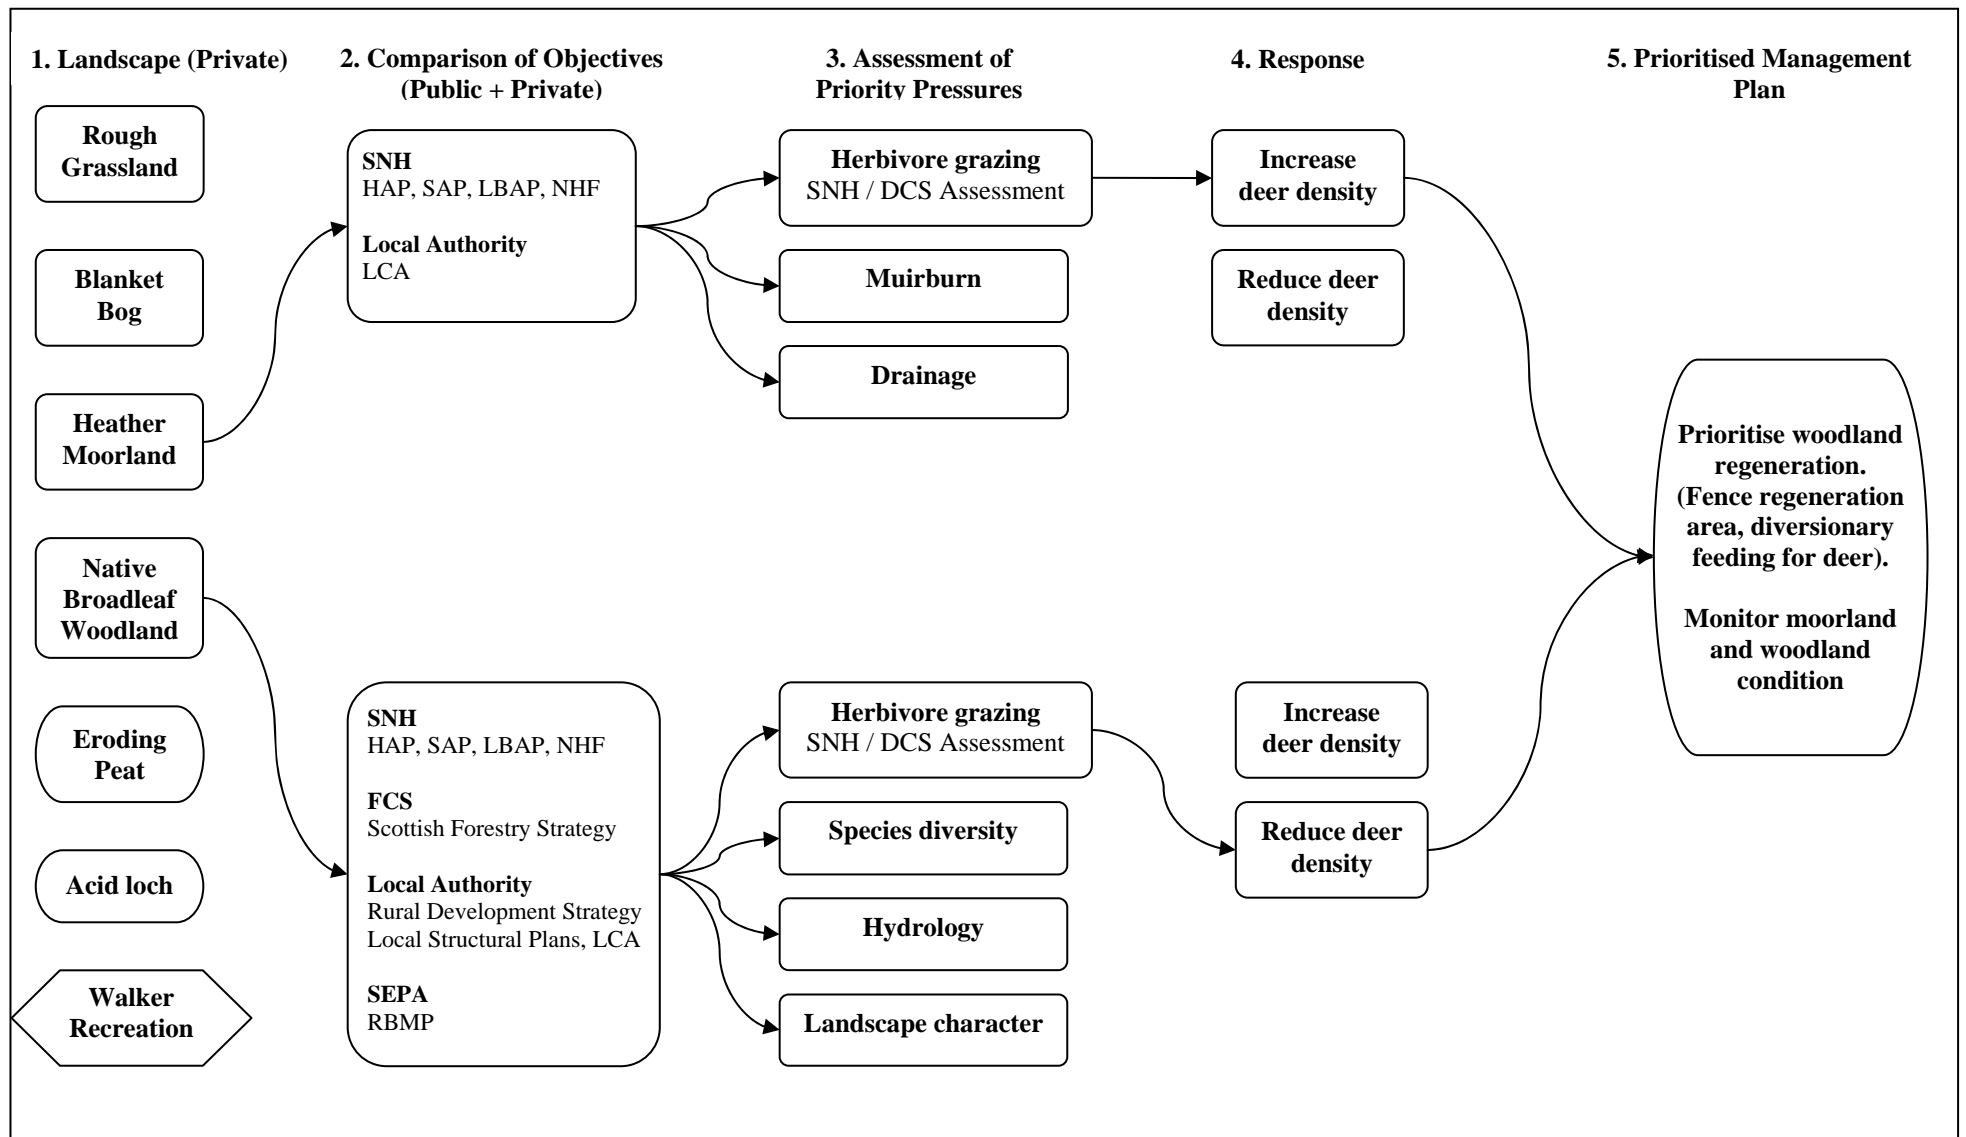 1. Landscape (Private)
2. Comparison of Objectives
(Public + Private)
3. Assessment of
Priority Pressures
4. Response
5. Prioritised Management
Plan
Rough
Grassland
Blanket
Bog
Heather
Moorland
Native
Broadleaf
Woodland
Eroding
Peat
Acid loch
Walker
Recreation
SNH
HAP, SAP, LBAP, NHF
Local Authority
LCA
SNH
HAP, SAP, LBAP, NHF
FCS
Scottish Forestry Strategy
Local Authority
Rural Development Strategy
Local Structural Plans, LCA
SEPA
RBMP
Herbivore grazing
SNH / DCS Assessment
Muirburn
Drainage
Herbivore grazing
SNH / DCS Assessment
Species diversity
Hydrology
Landscape character
Increase
deer density
Reduce deer
density
Increase
deer density
Reduce deer
density
Prioritise woodland
regeneration.
(Fence regeneration
area, diversionary
feeding for deer).
Monitor moorland
and woodland
condition